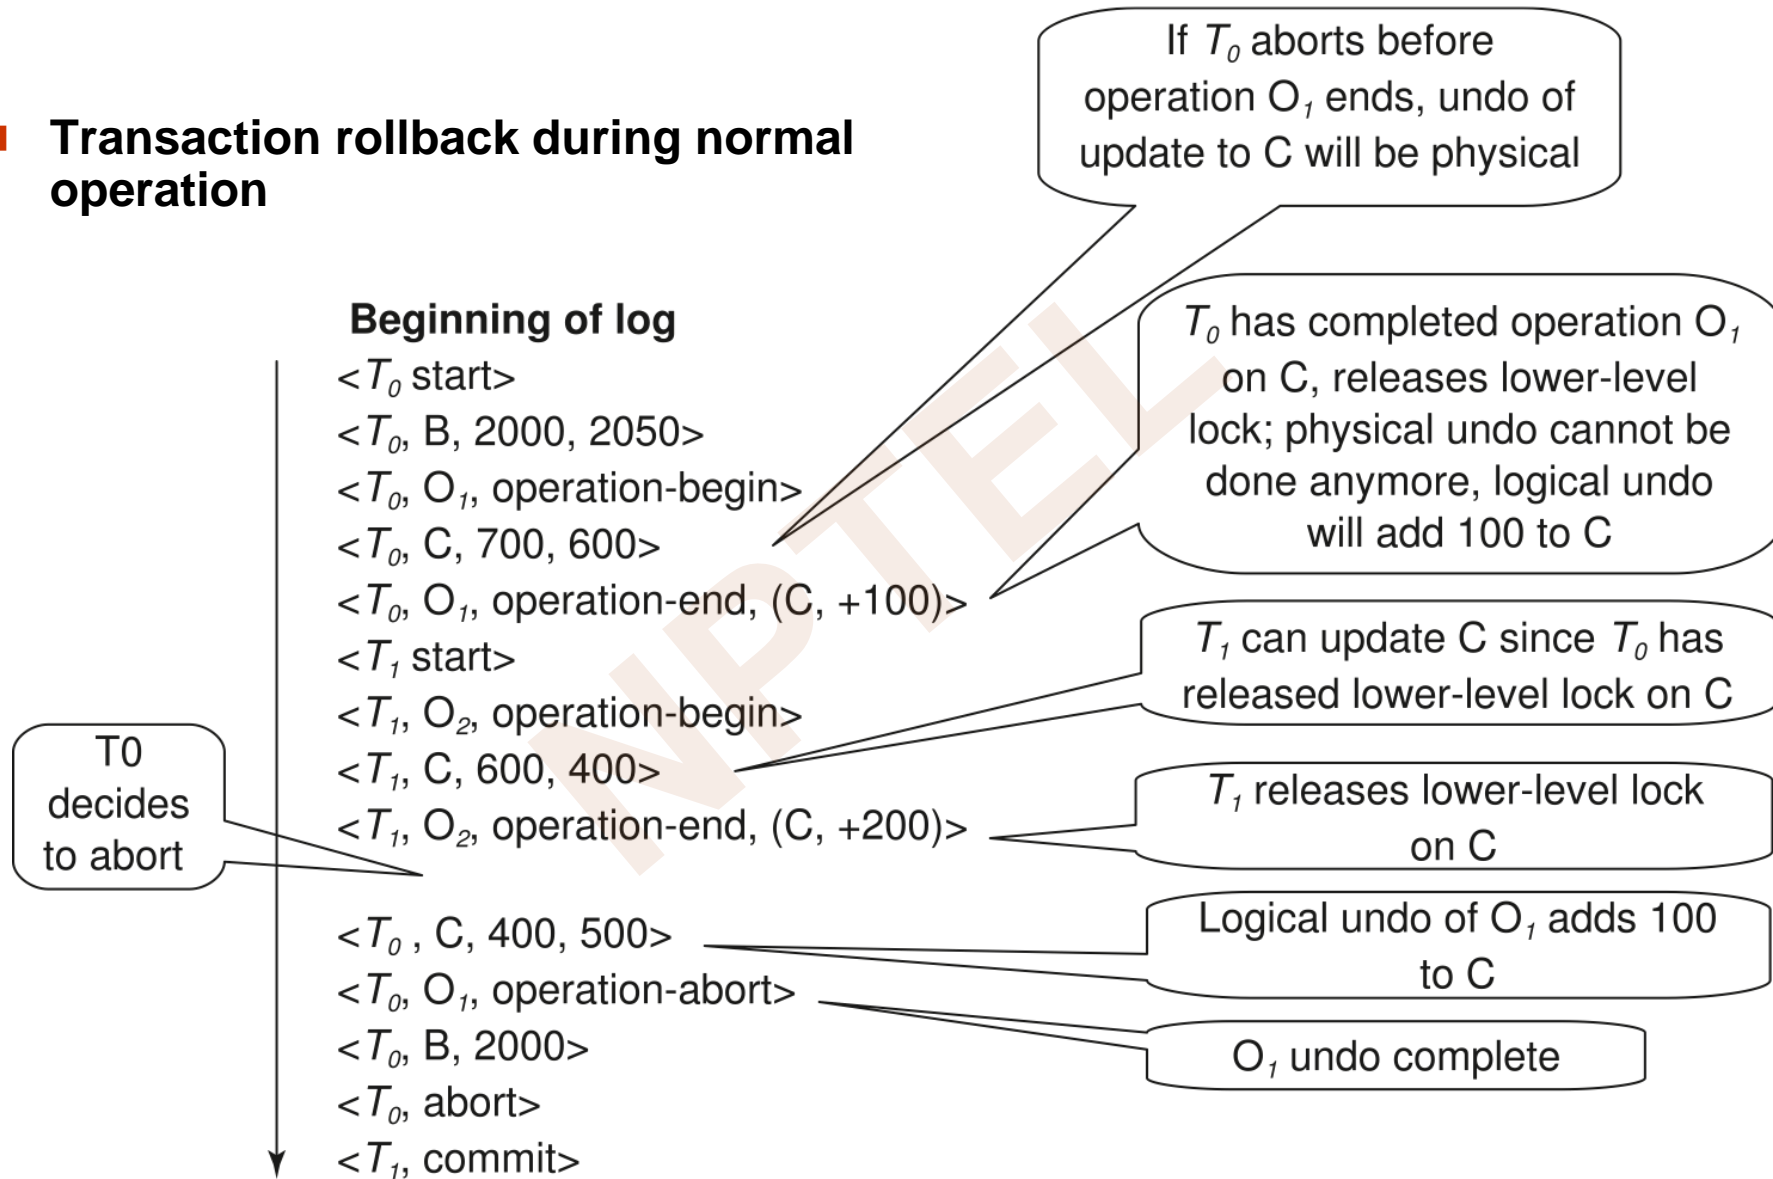 Transaction rollback during normal
operation
If T₀ aborts before
operation O₁ ends, undo of
update to C will be physical
Beginning of log
<T₀ start>
<T₀, B, 2000, 2050>
<T₀, O₁, operation-begin>
<T₀, C, 700, 600>
<T₀, O₁, operation-end, (C, +100)>
<T₁ start>
<T₁, O₂, operation-begin>
<T₁, C, 600, 400>
<T₁, O₂, operation-end, (C, +200)>
T0
decides
to abort
<T₀ , C, 400, 500>
<T₀, O₁, operation-abort>
<T₀, B, 2000>
<T₀, abort>
<T₁, commit>
T₀ has completed operation O₁
on C, releases lower-level
lock; physical undo cannot be
done anymore, logical undo
will add 100 to C
T₁ can update C since T₀ has
released lower-level lock on C
T₁ releases lower-level lock
on C
Logical undo of O₁ adds 100
to C
O₁ undo complete
NPTEL